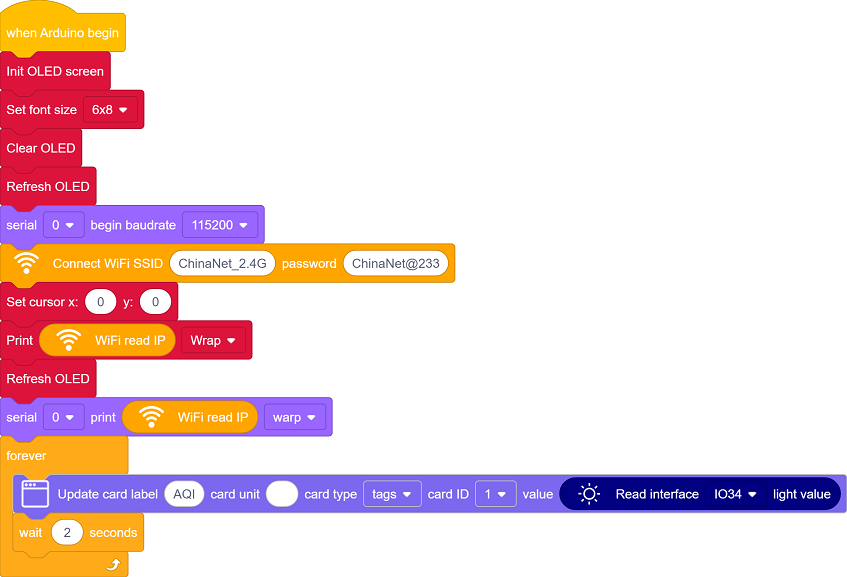 when Arduino begin
Init OLED screen
Set font size 6x8
Clear OLED
Refresh OLED
serial 0 begin baudrate 115200
Connect WiFi SSID ChinaNet_2.4G password ChinaNet@233
Set cursor x: 0 y: 0
Print WiFi read IP Wrap
Refresh OLED
serial 0 print WiFi read IP warp
forever
Update card label AQI card unit card type tags card ID 1 value Read interface IO34 light value
wait 2 seconds